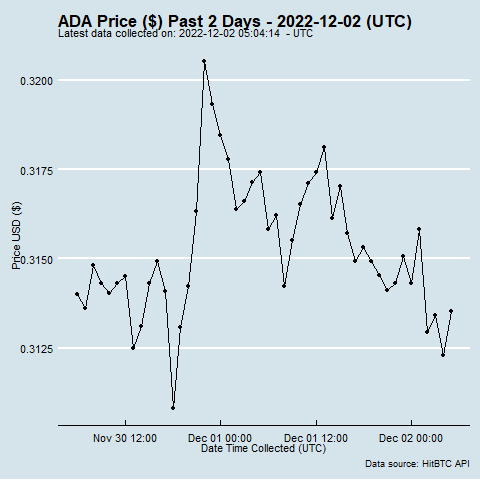 ADA Price ($) Past 2 Days - 2022-12-02 (UTC)
Latest data collected on: 2022-12-02 05:04:14 - UTC
0.3200
0.3175
0.3150
0.3125
Price USD ($)
Nov 30 12:00
Dec 01 00:00
Dec 01 12:00
Dec 02 00:00
Date Time Collected (UTC)
Data source: HitBTC API